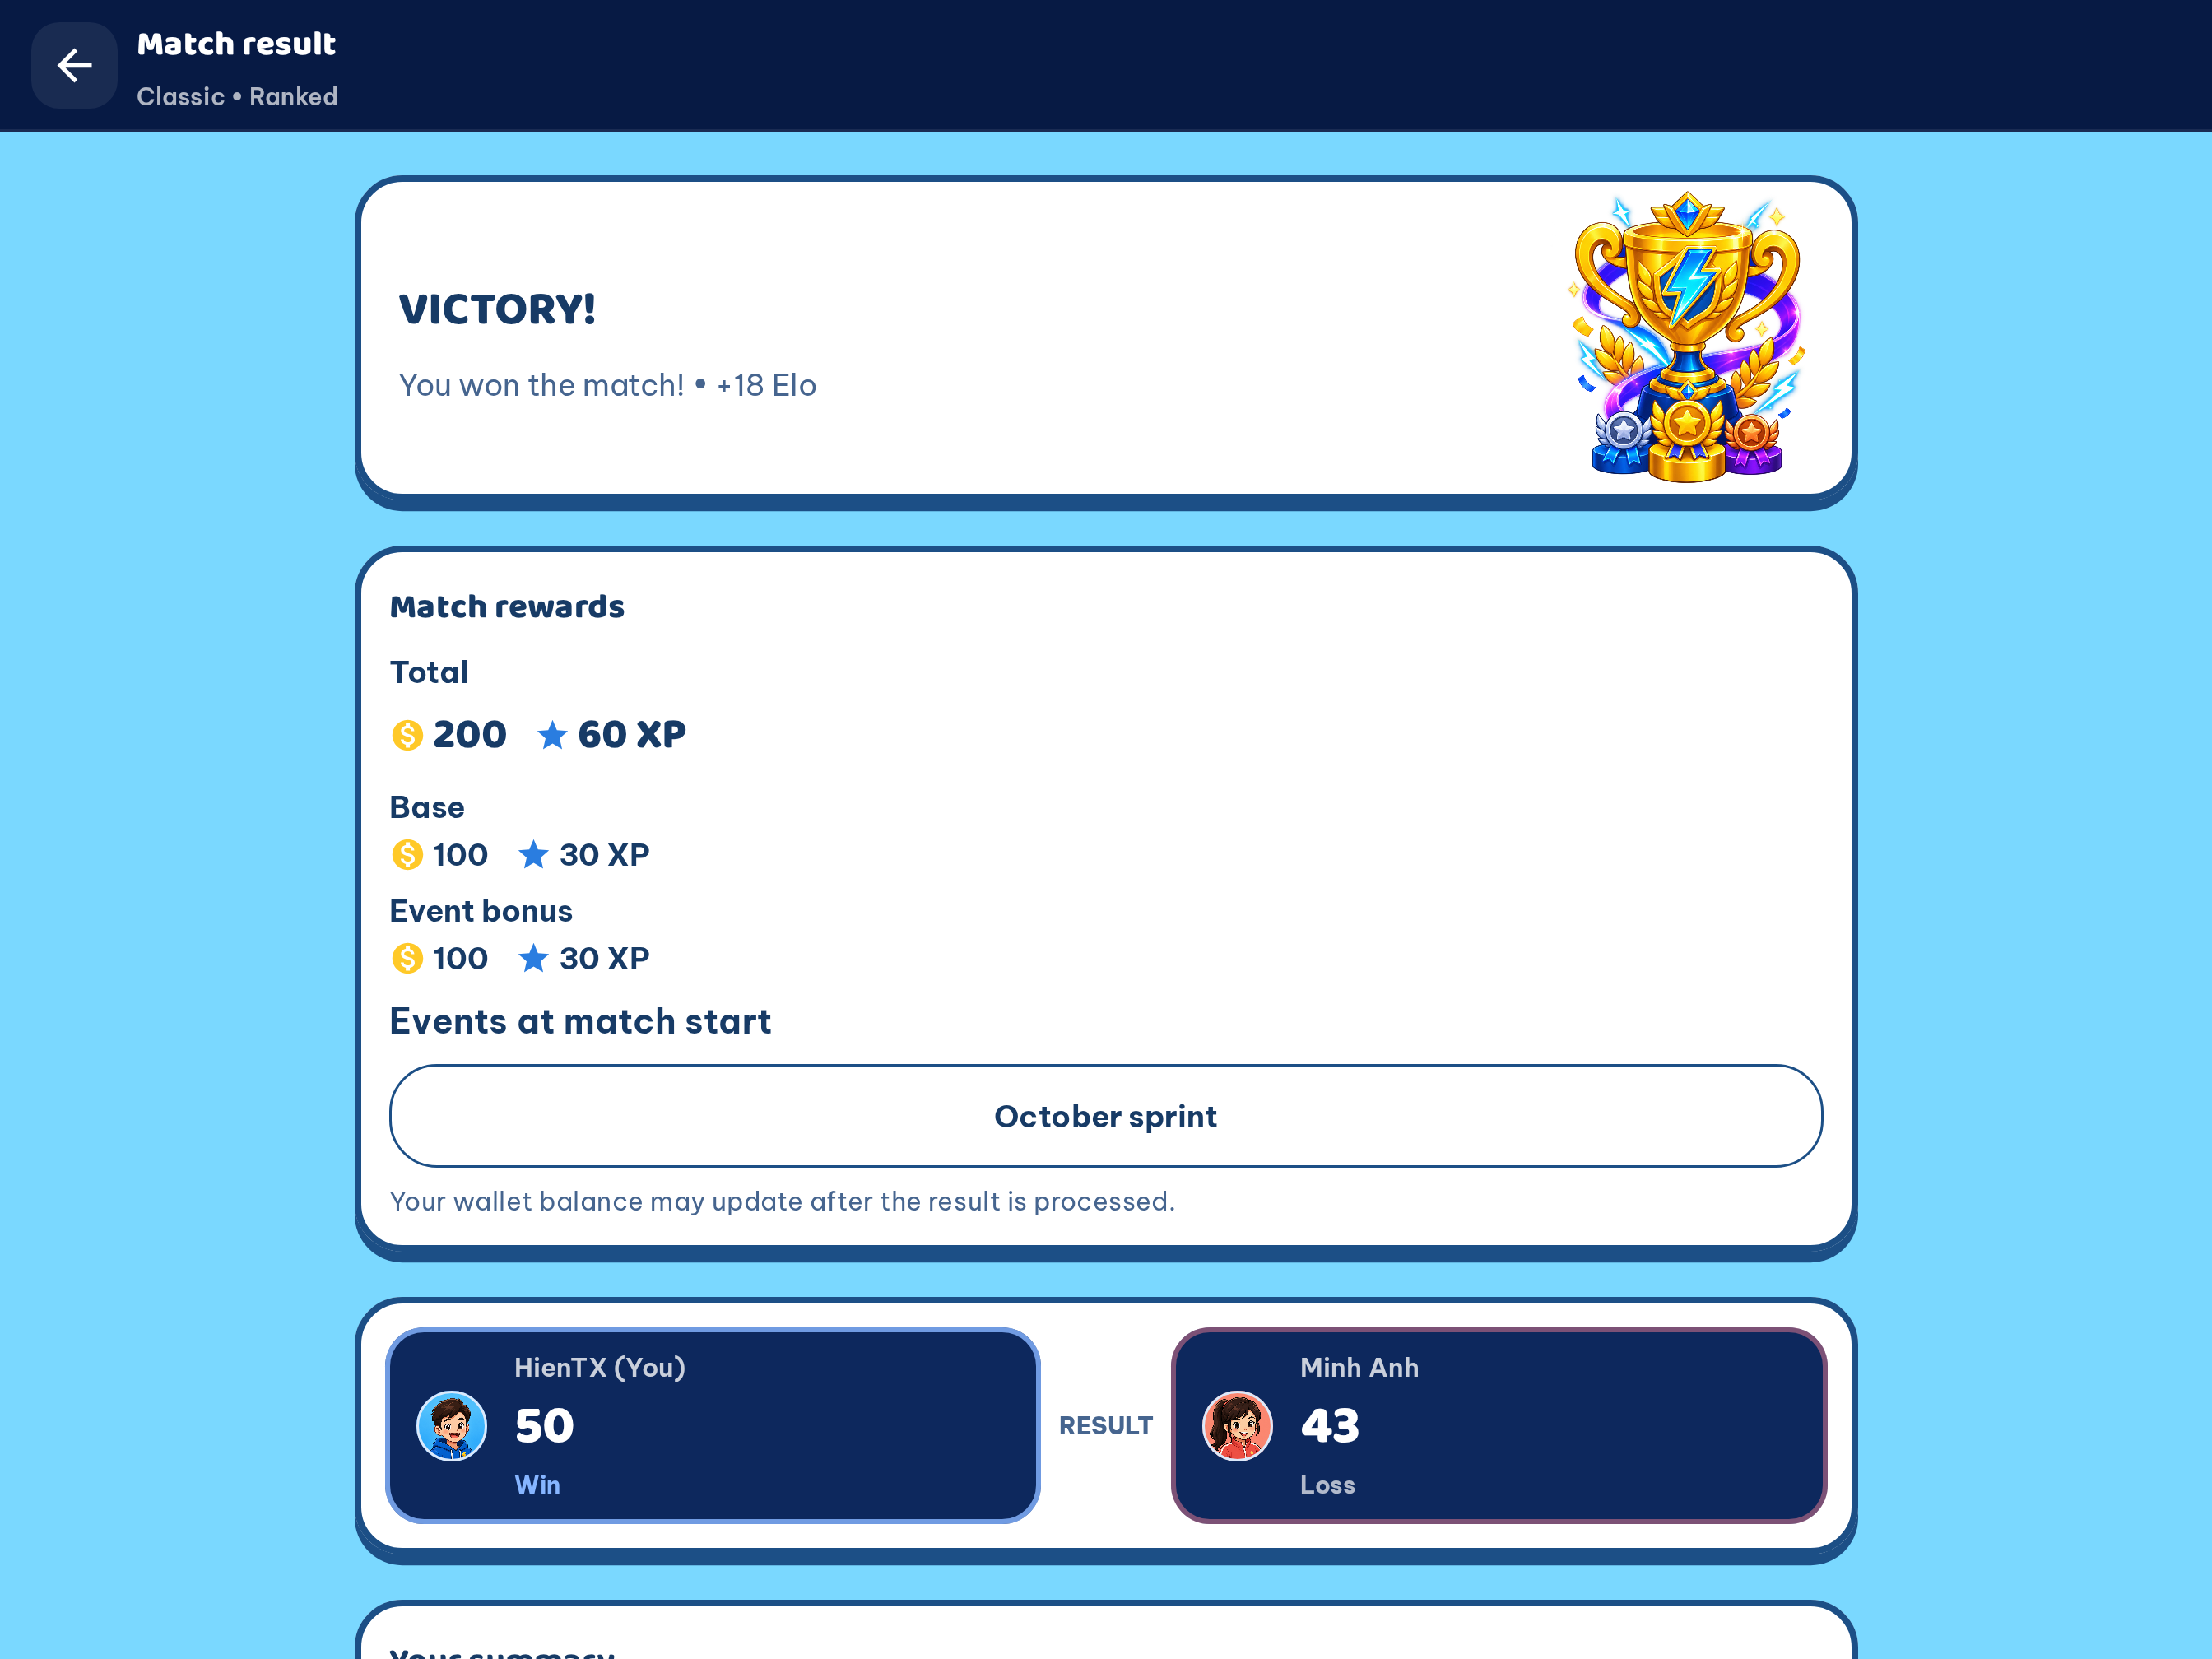 Match result
Classic • Ranked
VICTORY!
You won the match! • +18 Elo
Match rewards
Total
200 60 XP
Base
100 30 XP
Event bonus
100 30 XP
Events at match start
October sprint
Your wallet balance may update after the result is processed.
HienTX (You)
50
Win
RESULT
Minh Anh
43
Loss
Your summary